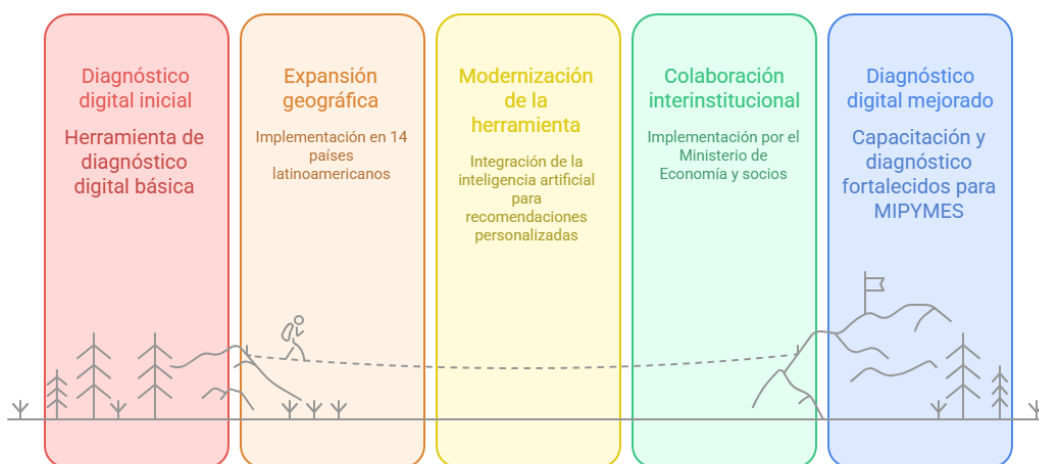 Diagnóstico
digital inicial
Herramienta de
diagnóstico
digital básica
Expansión
geográfica
Implementación en 14
países
latinoamericanos
Modernización
de la
herramienta
Integración de la
inteligencia artificial
para
recomendaciones
personalizadas
Colaboración
interinstitucional
Implementación por el
Ministerio de
Economía y socios
Diagnóstico
digital mejorado
Capacitación y
diagnóstico
fortalecidos para
MIPYMES